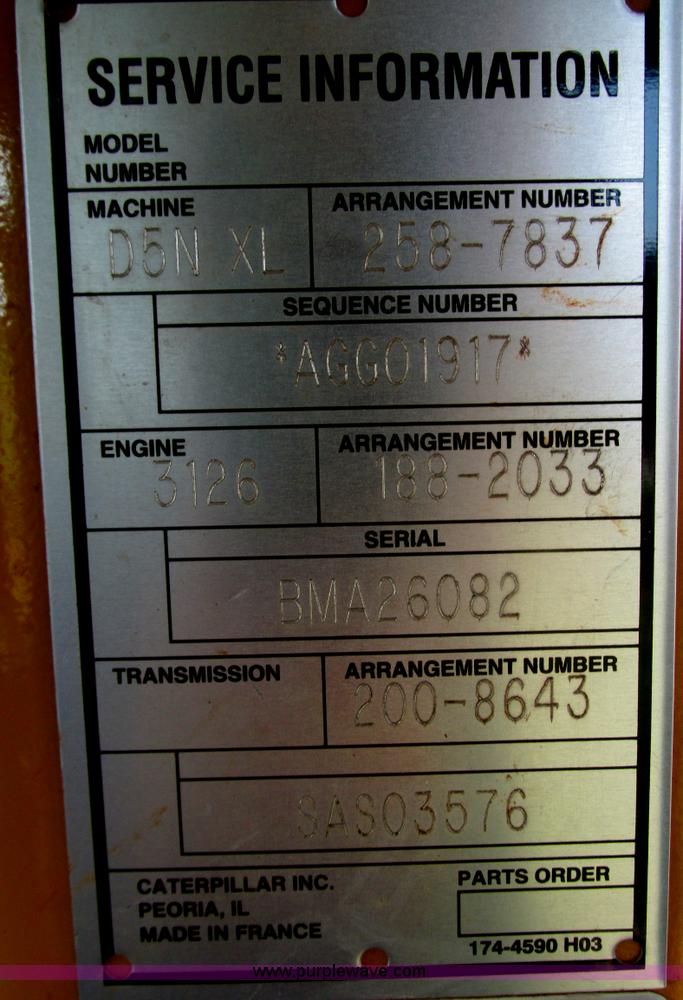 SERVICE INFORMATION
MODEL
NUMBER
MACHINE ARRANGEMENT NUMBER
D5N XL 258-7837
SEQUENCE NUMBER
*AGG01917*
ENGINE ARRANGEMENT NUMBER
3126 188-2033
SERIAL
BMA26082
TRANSMISSION ARRANGEMENT NUMBER
200-8643
SAS03576
CATERPILLAR INC. PARTS ORDER
PEORIA, IL
MADE IN FRANCE
174-4590 H03
www.purplewave.com